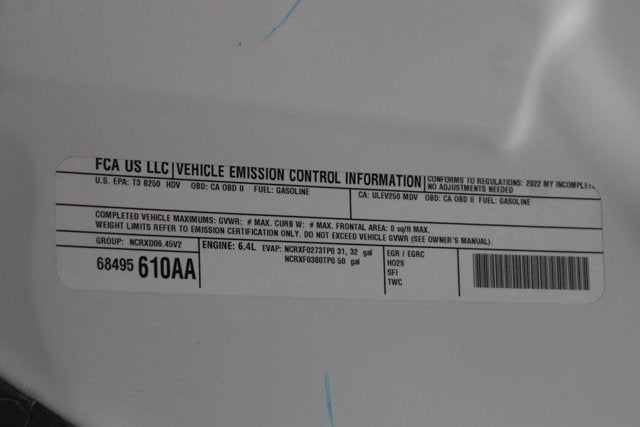 FCA US LLC VEHICLE EMISSION CONTROL INFORMATION CONFORMS TO REGULATIONS: 2022 MY INCOMPLETE
NO ADJUSTMENTS NEEDED
U.S. EPA: T3 B250 HDV OBD: CA OBD II FUEL: GASOLINE CA: ULEV250 MDV OBD: CA OBD II FUEL: GASOLINE
COMPLETED VEHICLE MAXIMUMS: GVWR: # MAX. CURB W: # MAX. FRONTAL AREA: 0 sq/ft MAX.
WEIGHT LIMITS REFER TO EMISSION CERTIFICATION ONLY. DO NOT EXCEED VEHICLE GVWR (SEE OWNER'S MANUAL).
GROUP: NCRXD06.45V2 ENGINE: 6.4L EVAP: NCRXF0273TP0 31, 32 gal EGR / EGRC
NCRXF0380TP0 50 gal HO2S
68495 610AA SFI
TWC